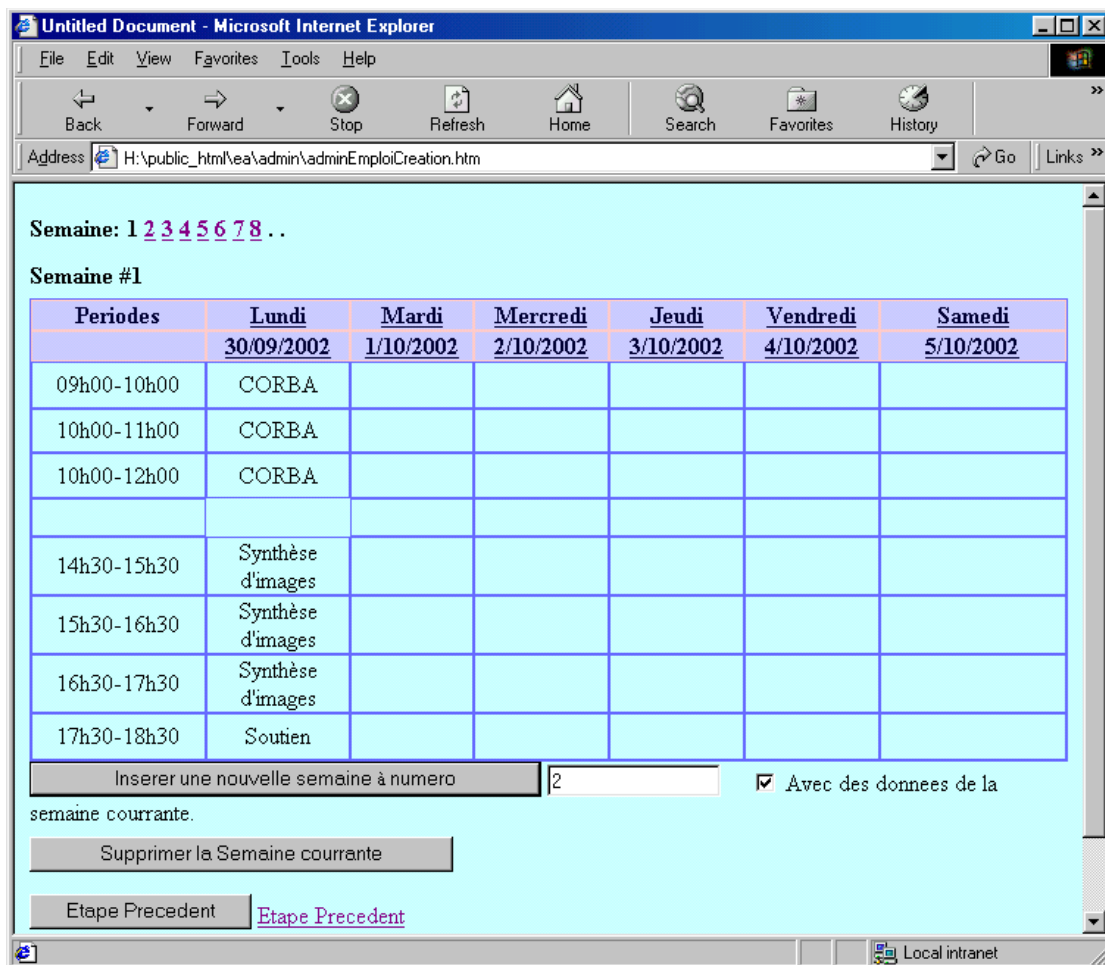 Untitled Document - Microsoft Internet Explorer
File Edit View Favorites Tools Help
Back Forward Stop Refresh Home Search Favorites History »
Address H:\public_html\ea\admin\adminEmploiCreation.htm Go Links »
Semaine: 1 2 3 4 5 6 7 8 . .
Semaine #1
Periodes Lundi Mardi Mercredi Jeudi Vendredi Samedi
30/09/2002 1/10/2002 2/10/2002 3/10/2002 4/10/2002 5/10/2002
09h00-10h00 CORBA
10h00-11h00 CORBA
10h00-12h00 CORBA
14h30-15h30 Synthèse
d'images
15h30-16h30 Synthèse
d'images
16h30-17h30 Synthèse
d'images
17h30-18h30 Soutien
Inserer une nouvelle semaine à numero 2 Avec des donnees de la
semaine courrante.
Supprimer la Semaine courrante
Etape Precedent Etape Precedent
Local intranet